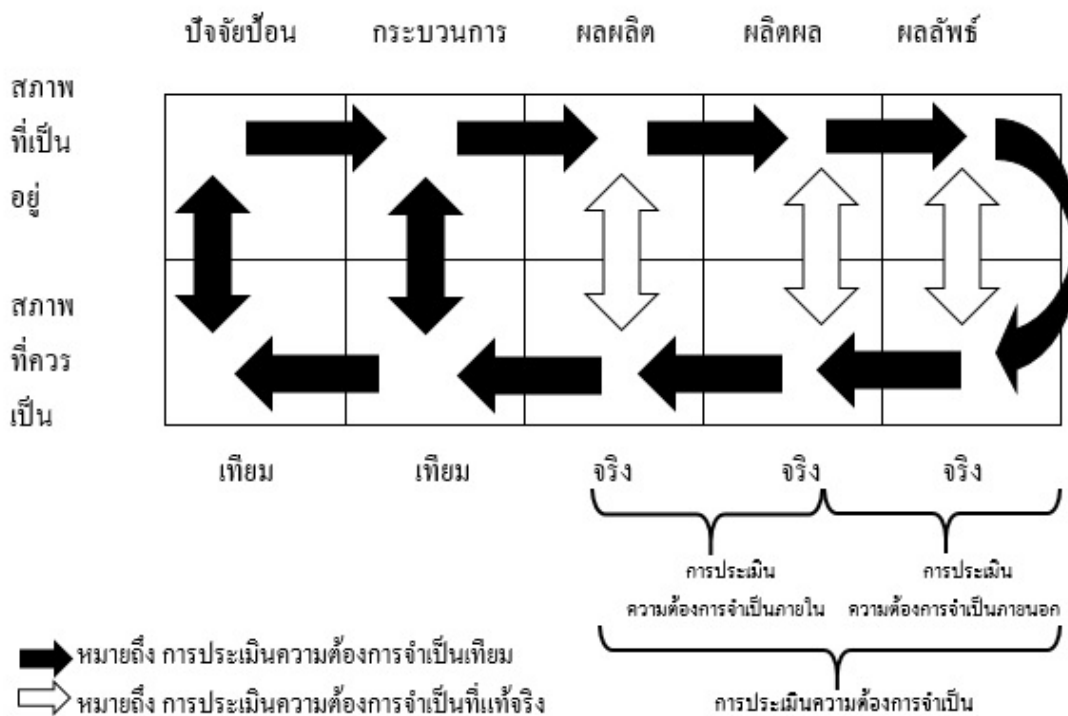 ปัจจัยป้อน กระบวนการ ผลผลิต ผลิตผล ผลลัพธ์
สภาพ
ที่เป็น
อยู่
สภาพ
ที่ควร
เป็น
เทียม เทียม จริง จริง จริง
การประเมิน การประเมิน
ความต้องการจำเป็นภายใน ความต้องการจำเป็นภายนอก
หมายถึง การประเมินความต้องการจำเป็นเทียม
หมายถึง การประเมินความต้องการจำเป็นที่แท้จริง
การประเมินความต้องการจำเป็น